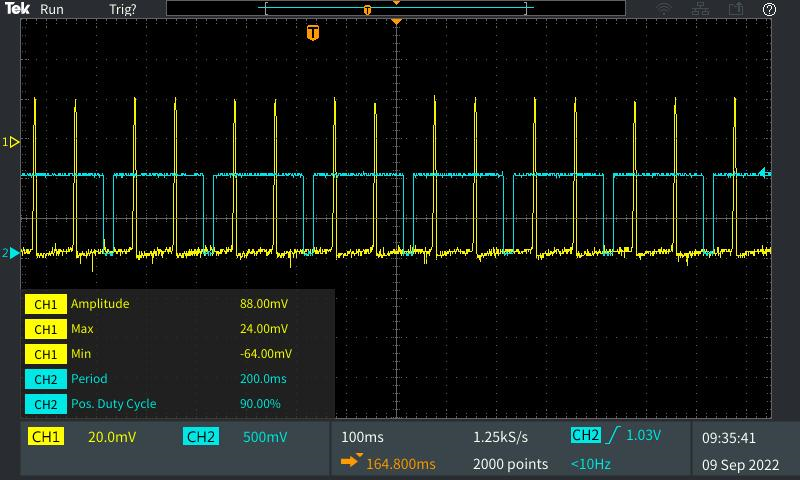 Tek Run Trig?
T
T
1
2
CH1 Amplitude 88.00mV
CH1 Max 24.00mV
CH1 Min -64.00mV
CH2 Period 200.0ms
CH2 Pos. Duty Cycle 90.00%
CH1 20.0mV CH2 500mV 100ms 1.25kS/s CH2 1.03V 09:35:41
164.800ms 2000 points <10Hz 09 Sep 2022